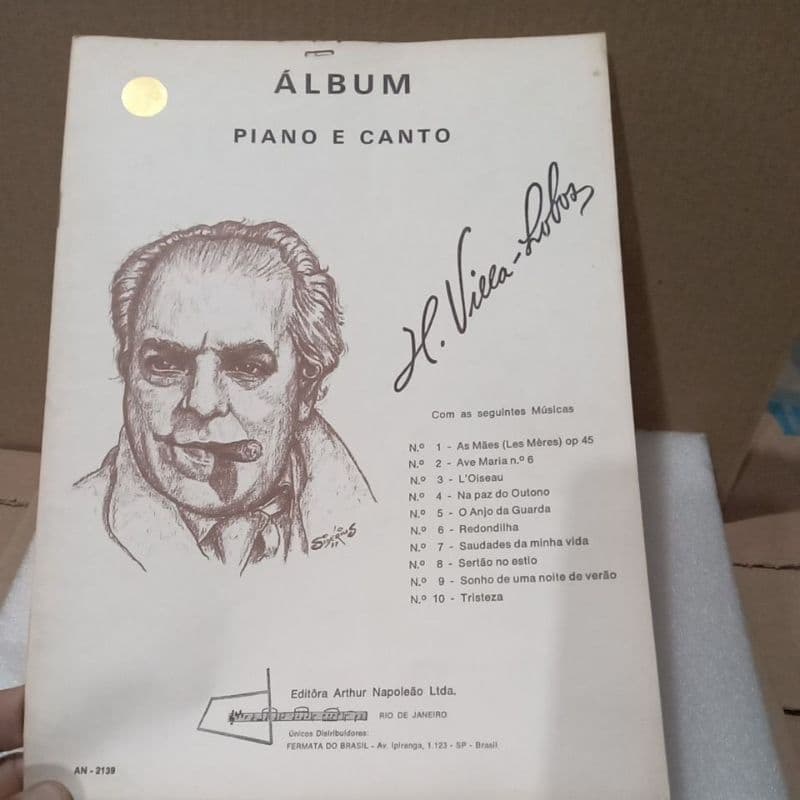 ÁLBUM
PIANO E CANTO
H. Villa-Lobos
Com as seguintes Músicas
N.º 1 - As Mães (Les Mères) op 45
N.º 2 - Ave Maria n.º 6
N.º 3 - L'Oiseau
N.º 4 - Na paz do Outono
N.º 5 - O Anjo da Guarda
N.º 6 - Redondilha
N.º 7 - Saudades da minha vida
N.º 8 - Sertão no estio
N.º 9 - Sonho de uma noite de verão
N.º 10 - Tristeza
Editôra Arthur Napoleão Ltda.
RIO DE JANEIRO
únicos Distribuidores:
FERMATA DO BRASIL - Av. Ipiranga, 1.123 - SP - Brasil
AN - 2139